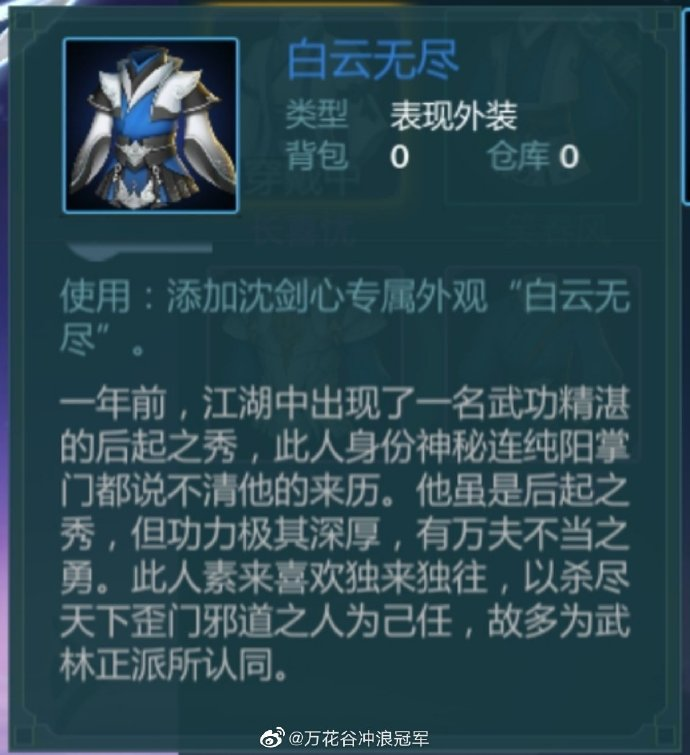 白云无尽
类型 表现外装
背包 0 仓库 0
使用：添加沈剑心专属外观“白云无
尽”。
一年前，江湖中出现了一名武功精湛
的后起之秀，此人身份神秘连纯阳掌
门都说不清他的来历。他虽是后起之
秀，但功力极其深厚，有万夫不当之
勇。此人素来喜欢独来独往，以杀尽
天下歪门邪道之人为己任，故多为武
林正派所认同。
@万花谷冲浪冠军